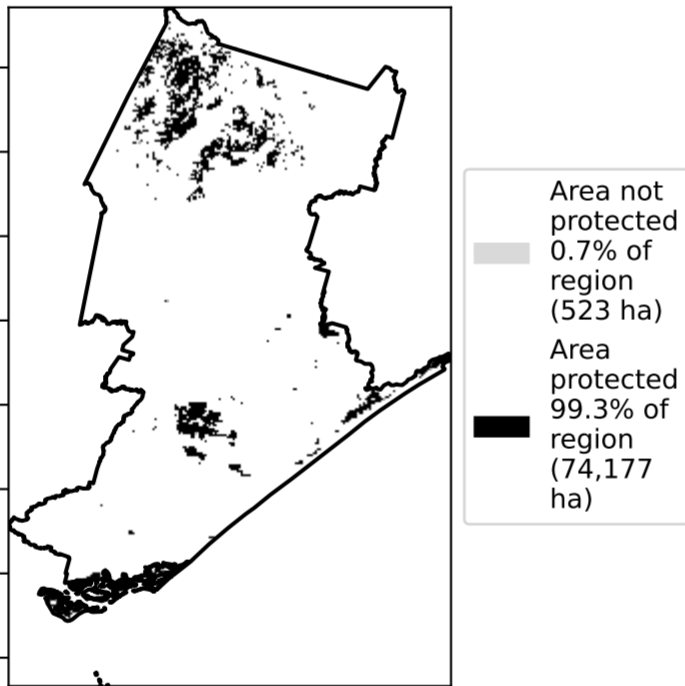 Area not
protected
0.7% of
region
(523 ha)
Area
protected
99.3% of
region
(74,177
ha)